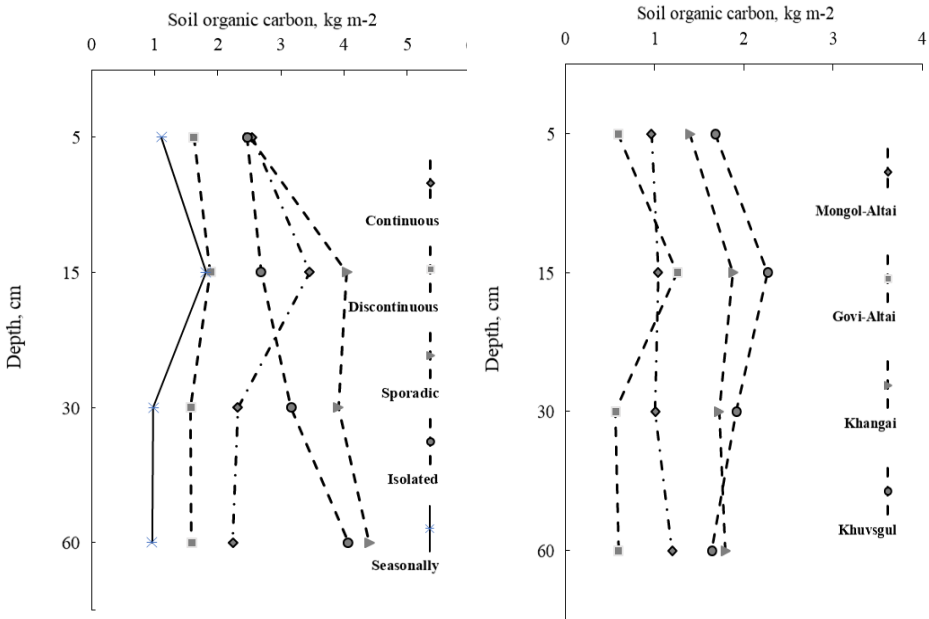 Soil organic carbon, kg m-2
0 1 2 3 4 5
Depth, cm
5
15
30
60
Continuous
Discontinuous
Sporadic
Isolated
Seasonally
Soil organic carbon, kg m-2
0 1 2 3 4
Depth, cm
5
15
30
60
Mongol-Altai
Govi-Altai
Khangai
Khuvsgul